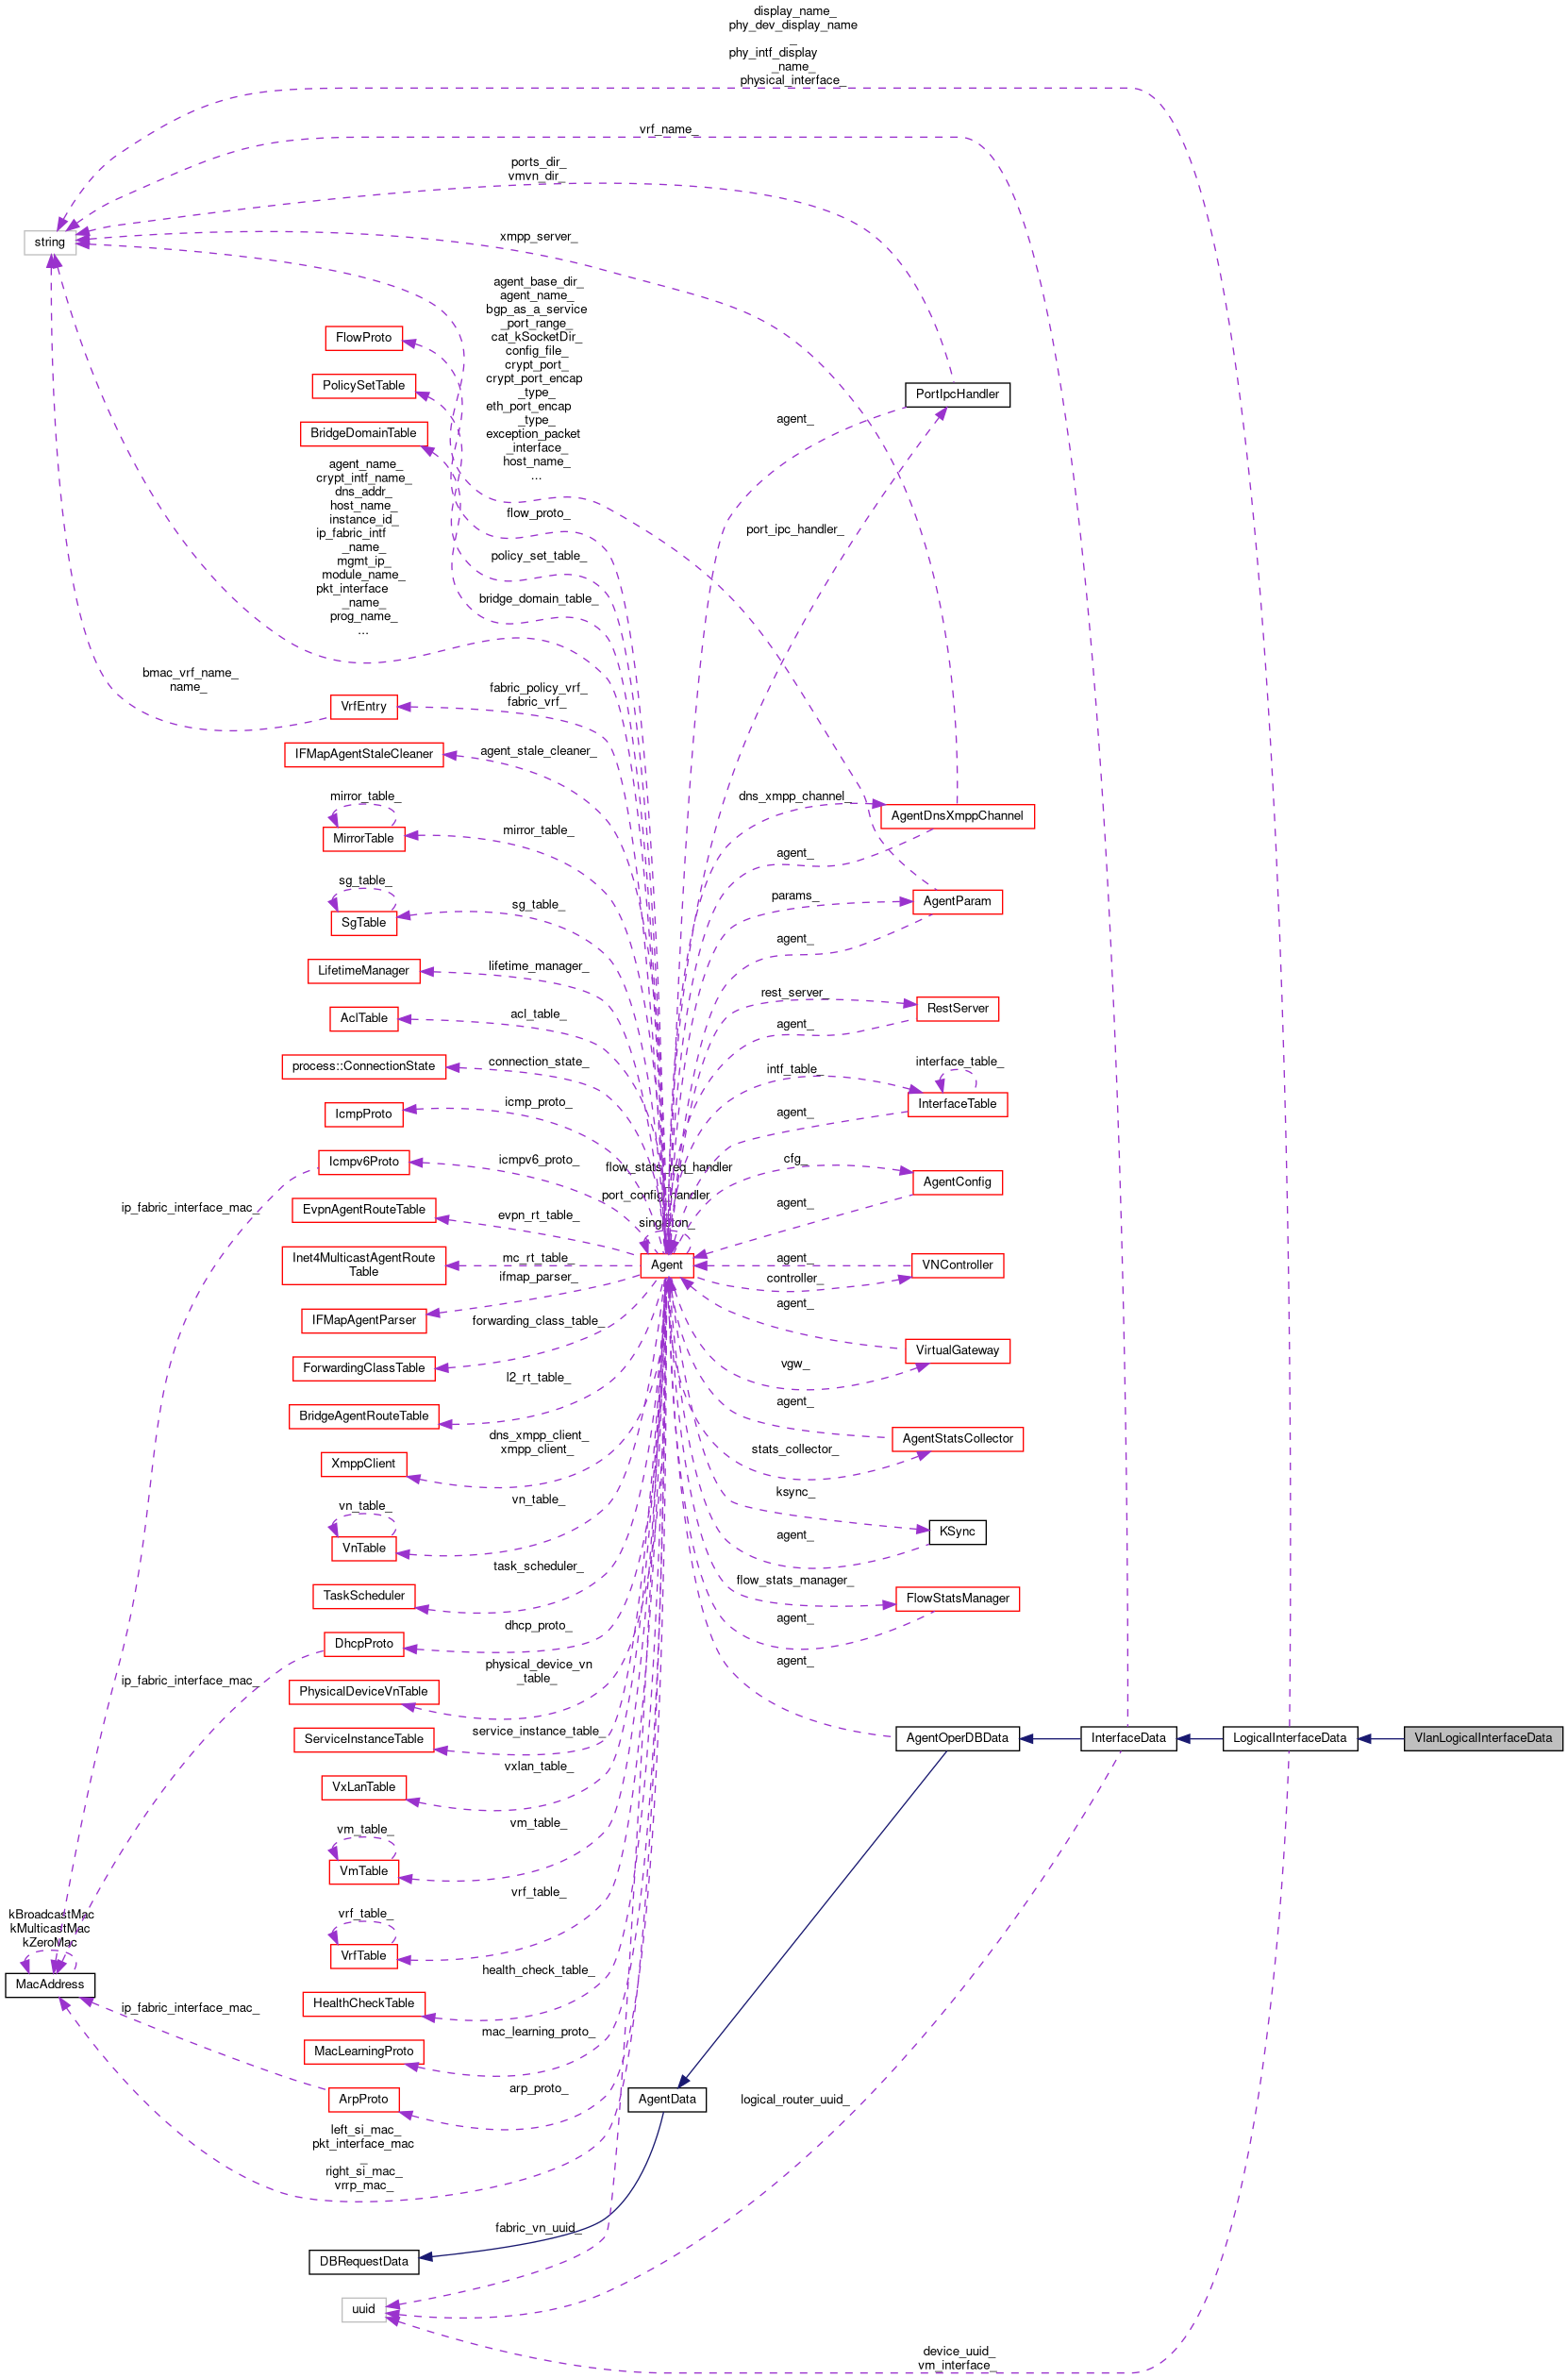 display_name_
phy_dev_display_name
_
phy_intf_display
_name_
physical_interface_
vrf_name_
ports_dir_
vmvn_dir_
string
xmpp_server_
agent_base_dir_
agent_name_
bgp_as_a_service
_port_range_
cat_kSocketDir_
config_file_
crypt_port_
crypt_port_encap
_type_
eth_port_encap
_type_
exception_packet
_interface_
host_name_
...
FlowProto
PolicySetTable
BridgeDomainTable
PortIpcHandler
agent_
agent_name_
crypt_intf_name_
dns_addr_
host_name_
instance_id_
ip_fabric_intf
_name_
mgmt_ip_
module_name_
pkt_interface
_name_
prog_name_
...
flow_proto_
port_ipc_handler_
policy_set_table_
bridge_domain_table_
bmac_vrf_name_
name_
VrfEntry
fabric_policy_vrf_
fabric_vrf_
IFMapAgentStaleCleaner
agent_stale_cleaner_
mirror_table_
MirrorTable
mirror_table_
dns_xmpp_channel_
AgentDnsXmppChannel
agent_
sg_table_
SgTable
sg_table_
params_
AgentParam
agent_
LifetimeManager
lifetime_manager_
rest_server_
RestServer
AclTable
acl_table_
agent_
process::ConnectionState
connection_state_
intf_table_
interface_table_
InterfaceTable
IcmpProto
icmp_proto_
agent_
Icmpv6Proto
icmpv6_proto_
flow_stats_req_handler
_
port_config_handler
_
singleton_
cfg_
AgentConfig
ip_fabric_interface_mac_
EvpnAgentRouteTable
evpn_rt_table_
agent_
Inet4MulticastAgentRoute
Table
mc_rt_table_
Agent
agent_
VNController
ifmap_parser_
controller_
IFMapAgentParser
agent_
forwarding_class_table_
VirtualGateway
ForwardingClassTable
vgw_
l2_rt_table_
agent_
BridgeAgentRouteTable
dns_xmpp_client_
xmpp_client_
AgentStatsCollector
stats_collector_
XmppClient
vn_table_
VnTable
vn_table_
ksync_
KSync
agent_
task_scheduler_
TaskScheduler
flow_stats_manager_
FlowStatsManager
dhcp_proto_
agent_
DhcpProto
physical_device_vn
_table_
agent_
ip_fabric_interface_mac_
PhysicalDeviceVnTable
service_instance_table_
ServiceInstanceTable
AgentOperDBData
InterfaceData
LogicalInterfaceData
VlanLogicalInterfaceData
vxlan_table_
VxLanTable
vm_table_
VmTable
vm_table_
vrf_table_
VrfTable
vrf_table_
kBroadcastMac
kMulticastMac
kZeroMac
MacAddress
health_check_table_
HealthCheckTable
ip_fabric_interface_mac_
mac_learning_proto_
MacLearningProto
arp_proto_
ArpProto
AgentData
logical_router_uuid_
left_si_mac_
pkt_interface_mac
_
right_si_mac_
vrrp_mac_
fabric_vn_uuid_
DBRequestData
uuid
device_uuid_
vm_interface_